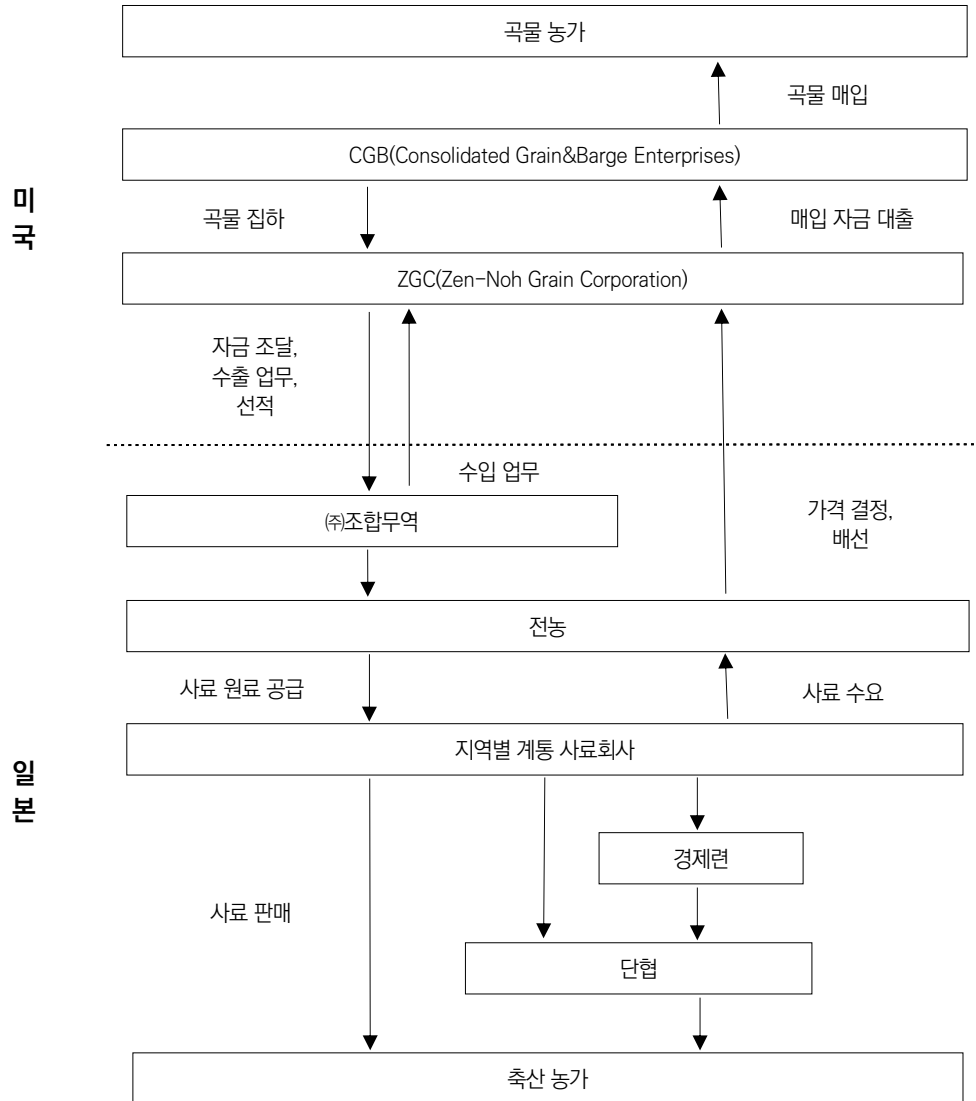 곡물 농가
곡물 매입
CGB(Consolidated Grain&Barge Enterprises)
미
국
곡물 집하
매입 자금 대출
ZGC(Zen-Noh Grain Corporation)
자금 조달,
수출 업무,
선적
수입 업무
㈜조합무역
가격 결정,
배선
전농
사료 원료 공급
사료 수요
지역별 계통 사료회사
일
본
경제련
사료 판매
단협
축산 농가